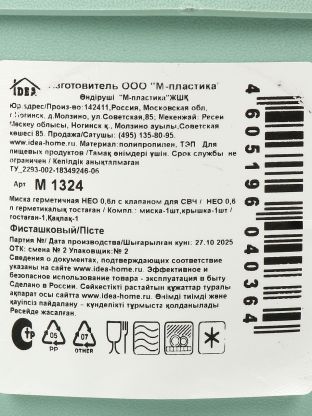 IDEA
Изготовитель ООО "М-пластика"
Өндіруші "М-пластика"ЖШҚ
Юр.адрес/Произ-во: 142411,Россия, Московская обл,
г.Ногинск, д.Молзино, ул.Советская,85; Мекенжай: Ресей
Мәскеу облысы, Ногинск қ., Молзино ауылы,Советская
көшесі 85. Продажа/Сатушы: (495) 135-80-95.
www.idea-home.ru. Материал:полипропилен, ТЭП Для
пищевых продуктов/Тамақ өнімдері үшін. Срок службы не
ограничен / Кепілдік анықталмаған
ТУ_2293-002-18349246-06
Арт М 1324
Миска герметичная НЕО 0,6л с клапаном для СВЧ / НЕО 0,6
л герметикалық тостаған / Компл.: миска-1шт,крышка-1шт /
тостаған-1,Қақпақ-1
Фисташковый/Пісте
Партия №/ Дата производства/Шығарылған күні: 27.10 2025
ОТК: смена № 2 Упаковщик:№ 2
Сведения о документах, подтверждающих соответствие
указаны на сайте www.idea-home.ru. Эффективное и
безопасное использование товара - эксплуатация в быту
Сделано в России. Сәйкестікті растайтын құжаттар туралы
ақпарат осы сайтта www.idea-home.ru. Өнімді тиімді және
қауіпсіз пайдалану – күнделікті тұрмыста қолданылады
Ресейде жасалған.
4605196040364
05
PP
07
OTHER